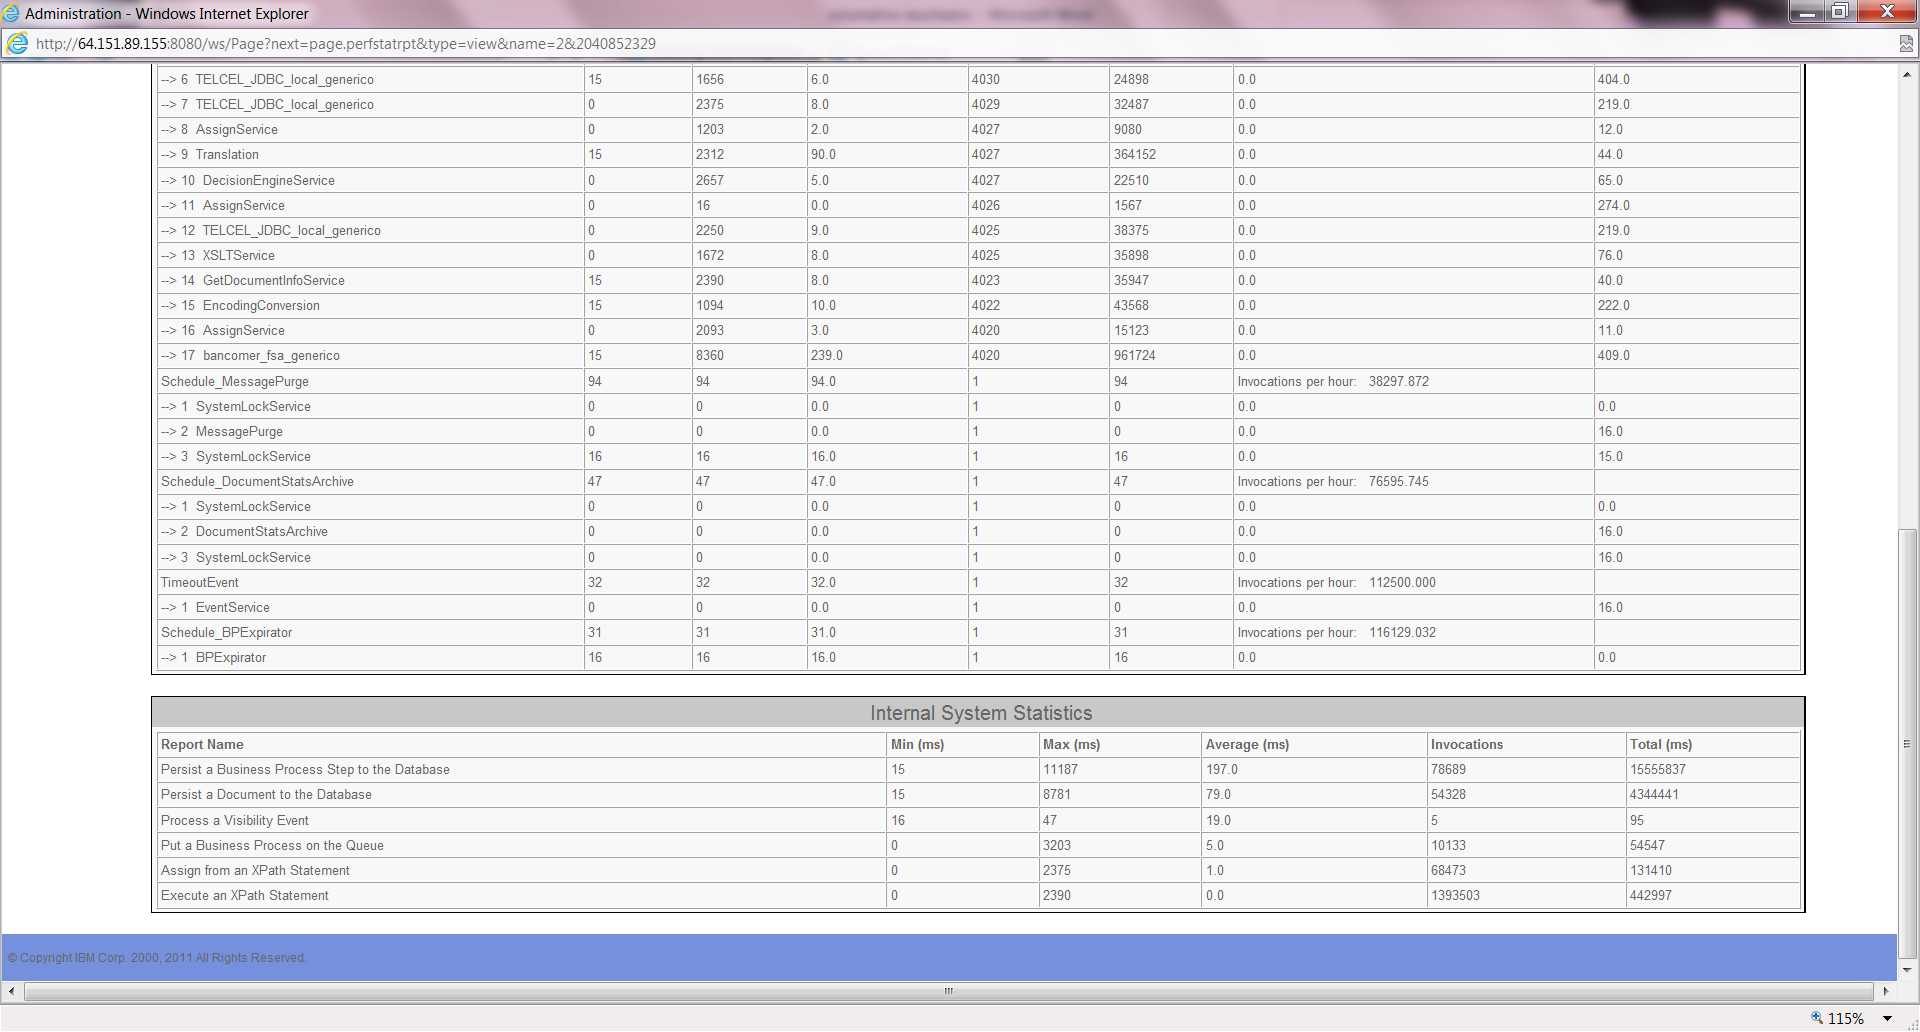 Administration - Windows Internet Explorer
http://64.151.89.155:8080/ws/Page?next=page.perfstatrpt&type=view&name=2&2040852329
--> 6 TELCEL_JDBC_local_generico 15 1656 6.0 4030 24898 0.0 404.0
--> 7 TELCEL_JDBC_local_generico 0 2375 8.0 4029 32487 0.0 219.0
--> 8 AssignService 0 1203 2.0 4027 9080 0.0 12.0
--> 9 Translation 15 2312 90.0 4027 364152 0.0 44.0
--> 10 DecisionEngineService 0 2657 5.0 4027 22510 0.0 65.0
--> 11 AssignService 0 16 0.0 4026 1567 0.0 274.0
--> 12 TELCEL_JDBC_local_generico 0 2250 9.0 4025 38375 0.0 219.0
--> 13 XSLTService 0 1672 8.0 4025 35898 0.0 76.0
--> 14 GetDocumentInfoService 15 2390 8.0 4023 35947 0.0 40.0
--> 15 EncodingConversion 15 1094 10.0 4022 43568 0.0 222.0
--> 16 AssignService 0 2093 3.0 4020 15123 0.0 11.0
--> 17 bancomer_fsa_generico 15 8360 239.0 4020 961724 0.0 409.0
Schedule_MessagePurge 94 94 94.0 1 94 Invocations per hour: 38297.872
--> 1 SystemLockService 0 0 0.0 1 0 0.0 0.0
--> 2 MessagePurge 0 0 0.0 1 0 0.0 16.0
--> 3 SystemLockService 16 16 16.0 1 16 0.0 15.0
Schedule_DocumentStatsArchive 47 47 47.0 1 47 Invocations per hour: 76595.745
--> 1 SystemLockService 0 0 0.0 1 0 0.0 0.0
--> 2 DocumentStatsArchive 0 0 0.0 1 0 0.0 16.0
--> 3 SystemLockService 0 0 0.0 1 0 0.0 16.0
TimeoutEvent 32 32 32.0 1 32 Invocations per hour: 112500.000
--> 1 EventService 0 0 0.0 1 0 0.0 16.0
Schedule_BPExpirator 31 31 31.0 1 31 Invocations per hour: 116129.032
--> 1 BPExpirator 16 16 16.0 1 16 0.0 0.0
Internal System Statistics
Report Name Min (ms) Max (ms) Average (ms) Invocations Total (ms)
Persist a Business Process Step to the Database 15 11187 197.0 78689 15555837
Persist a Document to the Database 15 8781 79.0 54328 4344441
Process a Visibility Event 16 47 19.0 5 95
Put a Business Process on the Queue 0 3203 5.0 10133 54547
Assign from an XPath Statement 0 2375 1.0 68473 131410
Execute an XPath Statement 0 2390 0.0 1393503 442997
© Copyright IBM Corp. 2000, 2011 All Rights Reserved.
115%